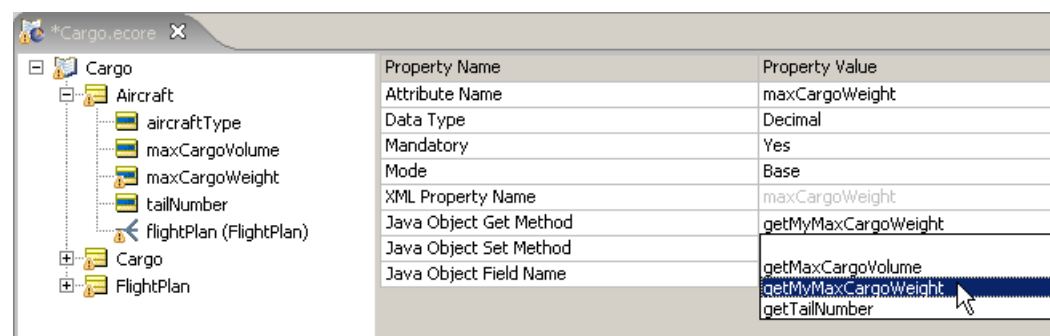 *Cargo.ecore
Cargo
Aircraft
aircraftType
maxCargoVolume
maxCargoWeight
tailNumber
flightPlan (FlightPlan)
Cargo
FlightPlan
Property Name Property Value
Attribute Name maxCargoWeight
Data Type Decimal
Mandatory Yes
Mode Base
XML Property Name maxCargoWeight
Java Object Get Method getMyMaxCargoWeight
Java Object Set Method
Java Object Field Name
getMaxCargoVolume
getMyMaxCargoWeight
getTailNumber